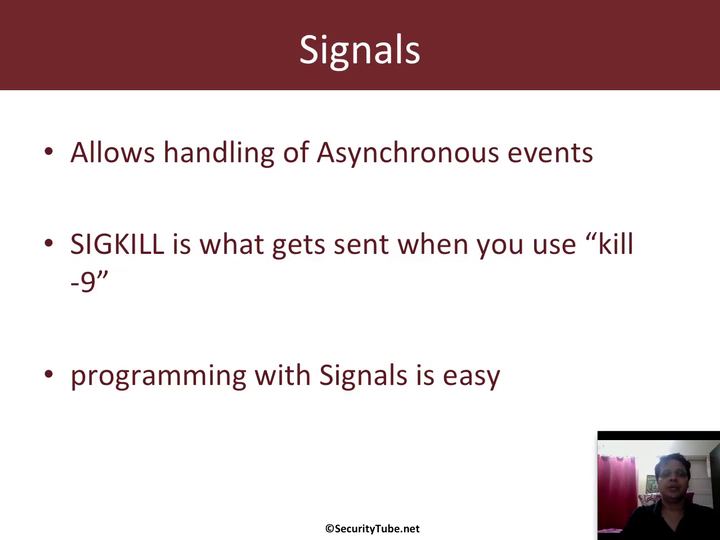 Signals
• Allows handling of Asynchronous events
• SIGKILL is what gets sent when you use “kill
-9”
• programming with Signals is easy
©SecurityTube.net